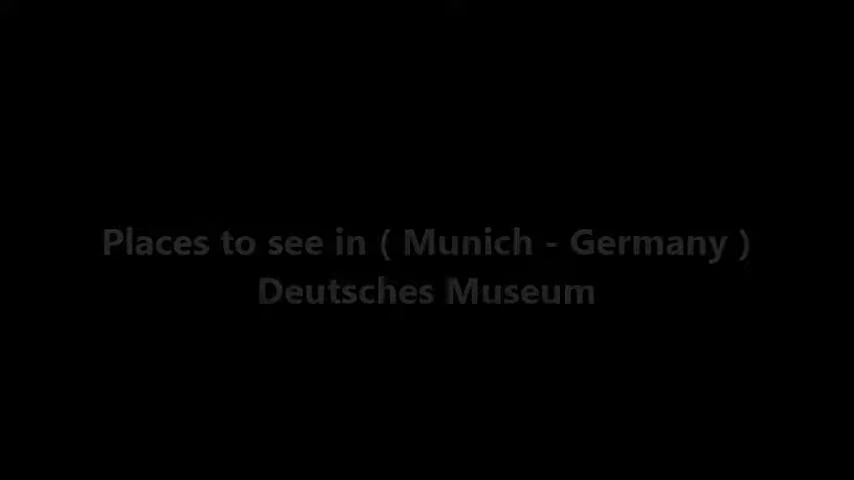 Places to see in ( Munich - Germany )
Deutsches Museum